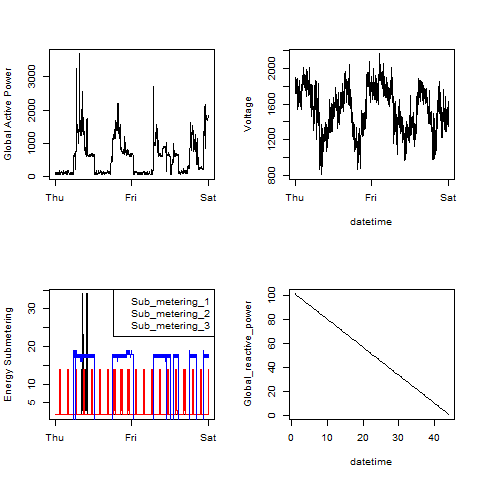 Global Active Power
0 1000 2000 3000
Thu Fri Sat
Voltage
800 1200 1600 2000
Thu Fri Sat
datetime
Energy Submetering
5 10 20 30
Sub_metering_1
Sub_metering_2
Sub_metering_3
Thu Fri Sat
Global_reactive_power
0 20 40 60 80 100
0 10 20 30 40
datetime